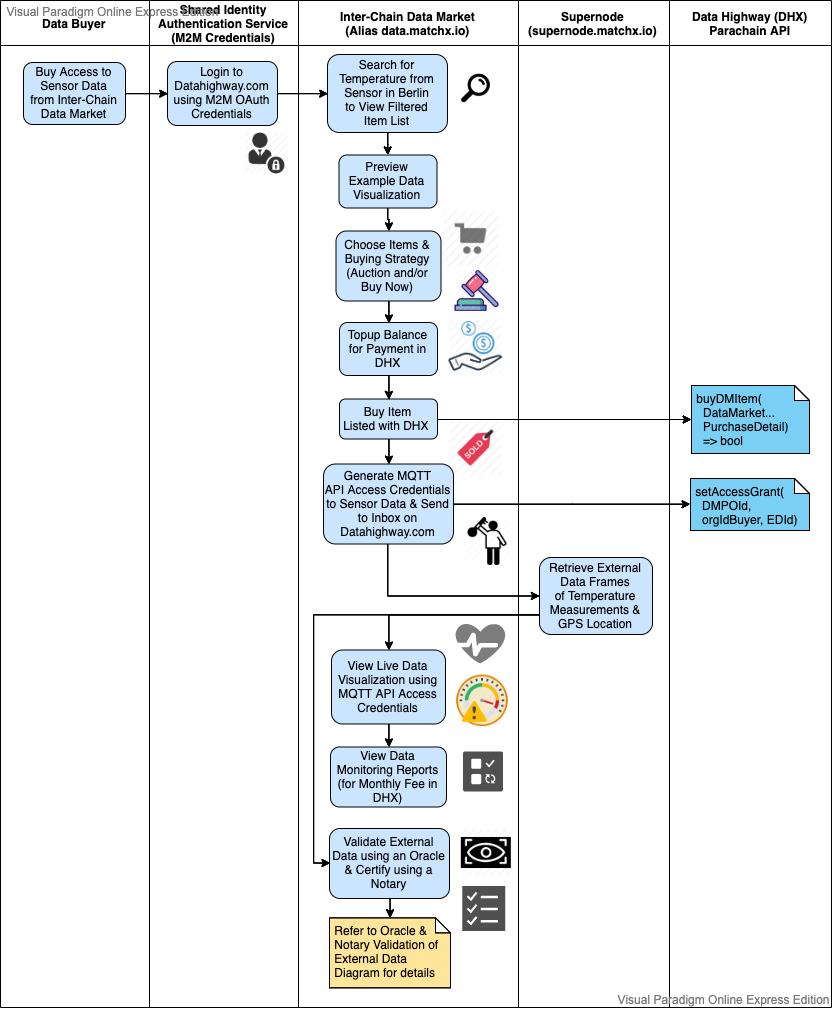 Visual Paradigm Online Express Edition
Data Buyer
Shared Identity
Authentication Service
(M2M Credentials)
Inter-Chain Data Market
(Alias data.matchx.io)
Supernode
(supernode.matchx.io)
Data Highway (DHX)
Parachain API
Buy Access to
Sensor Data
from Inter-Chain
Data Market
Login to
Datahighway.com
using M2M OAuth
Credentials
Search for
Temperature from
Sensor in Berlin
to View Filtered
Item List
Preview
Example Data
Visualization
Choose Items &
Buying Strategy
(Auction and/or
Buy Now)
Topup Balance
for Payment in
DHX
Buy Item
Listed with DHX
buyDMItem(
DataMarket...
PurchaseDetail)
=> bool
SOLD
Generate MQTT
API Access Credentials
to Sensor Data & Send
to Inbox on
Datahighway.com
setAccessGrant(
DMPOId,
orgIdBuyer, EDId)
Retrieve External
Data Frames
of Temperature
Measurements &
GPS Location
View Live Data
Visualization using
MQTT API Access
Credentials
View Data
Monitoring Reports
(for Monthly Fee in
DHX)
Validate External
Data using an Oracle
& Certify using a
Notary
Refer to Oracle &
Notary Validation of
External Data
Diagram for details
Visual Paradigm Online Express Edition